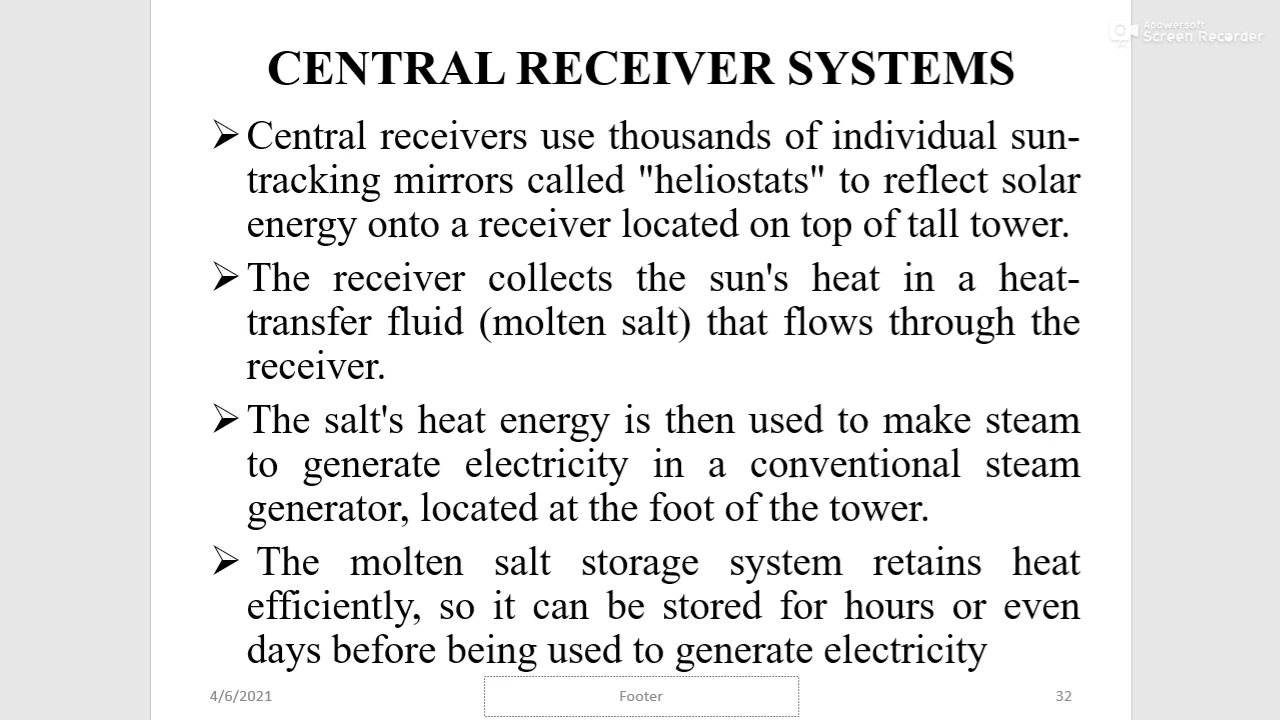 Apowersoft
Screen Recorder
CENTRAL RECEIVER SYSTEMS
➢Central receivers use thousands of individual sun-
tracking mirrors called "heliostats" to reflect solar
energy onto a receiver located on top of tall tower.
➢The receiver collects the sun's heat in a heat-
transfer fluid (molten salt) that flows through the
receiver.
➢The salt's heat energy is then used to make steam
to generate electricity in a conventional steam
generator, located at the foot of the tower.
➢ The molten salt storage system retains heat
efficiently, so it can be stored for hours or even
days before being used to generate electricity
4/6/2021 Footer 32